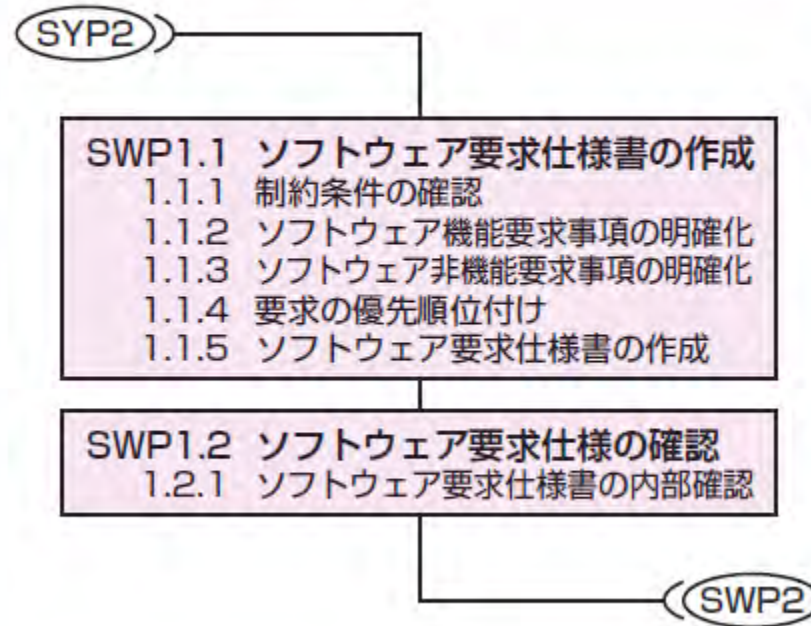 SYP2
SWP1.1 ソフトウェア要求仕様書の作成
1.1.1 制約条件の確認
1.1.2 ソフトウェア機能要求事項の明確化
1.1.3 ソフトウェア非機能要求事項の明確化
1.1.4 要求の優先順位付け
1.1.5 ソフトウェア要求仕様書の作成
SWP1.2 ソフトウェア要求仕様の確認
1.2.1 ソフトウェア要求仕様書の内部確認
SWP2